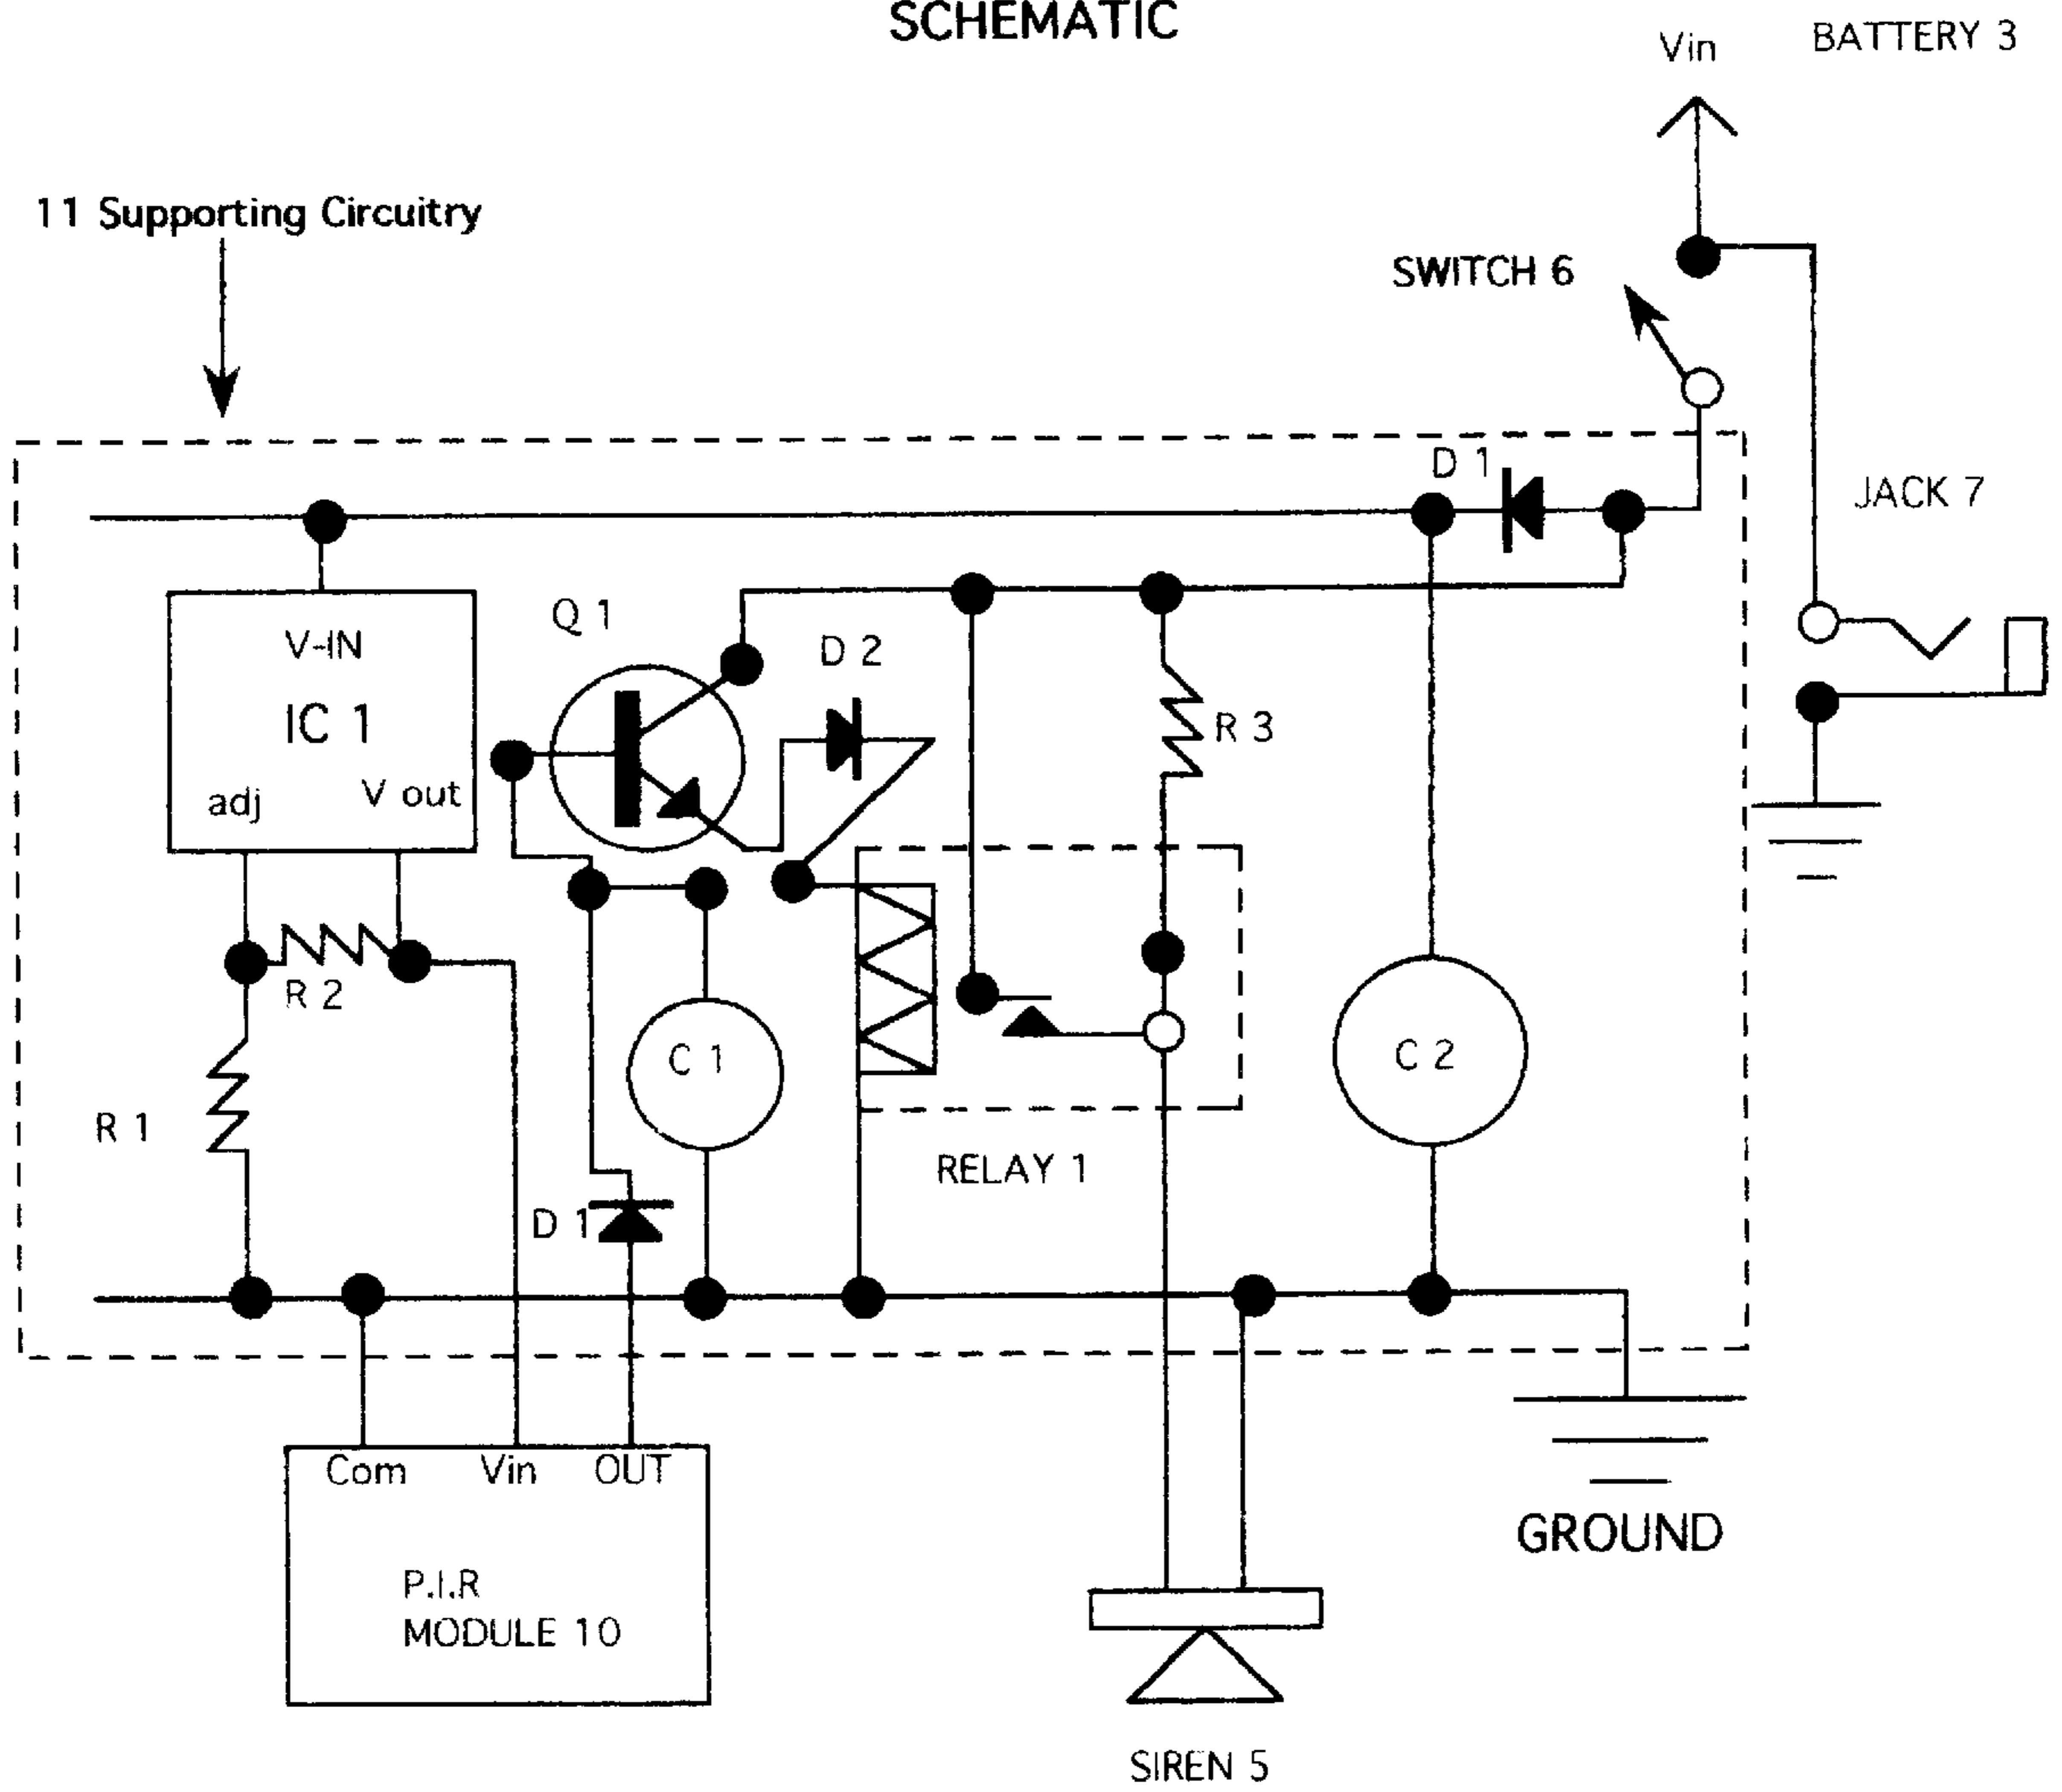 SCHEMATIC
Vin
BATTERY 3
11 Supporting Circuitry
SWITCH 6
D 1
JACK 7
Q 1
V-IN
D 2
IC 1
R 3
adj
V out
R 2
C 1
C 2
R 1
RELAY 1
D 1
Com
Vin
OUT
GROUND
P.I.R
MODULE 10
SIREN 5